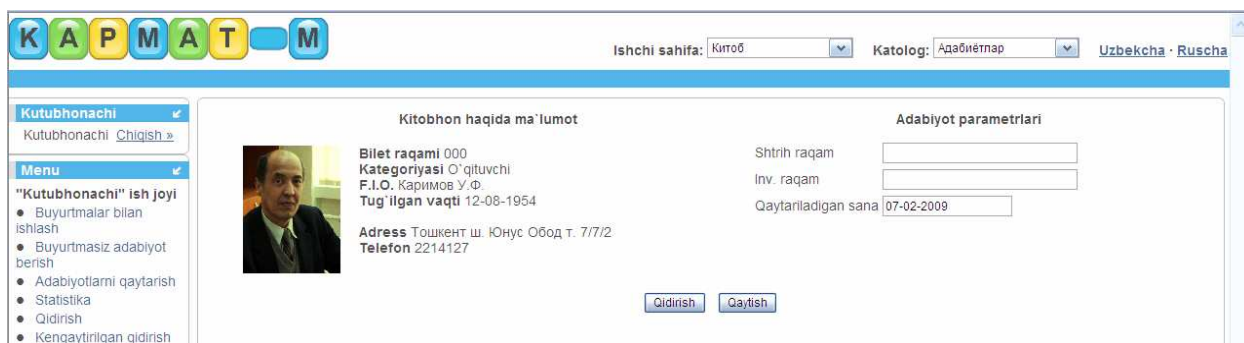 КАРМАТ-М
Ishchi sahifa: Китоб Katolog: Адабиётлар Uzbekcha · Ruscha
Kutubhonachi
Kutubhonachi Chiqish »
Menu
"Kutubhonachi" ish joyi
Buyurtmalar bilan
ishlash
Buyurtmasiz adabiyot
berish
Adabiyotlarni qaytarish
Statistika
Qidirish
Kengaytirilgan qidirish
Kitobhon haqida ma`lumot
Bilet raqami 000
Kategoriyasi O`qituvchi
F.I.O. Каримов У.Ф.
Tug`ilgan vaqti 12-08-1954
Adress Тошкент ш. Юнус Обод т. 7/7/2
Telefon 2214127
Adabiyot parametrlari
Shtrih raqam
Inv. raqam
Qaytariladigan sana 07-02-2009
Qidirish Qaytish